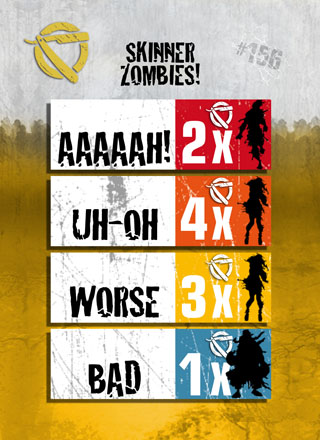 SKINNER
ZOMBIES!
#156
AAAAAH!
2X
UH-OH
4X
WORSE
3X
BAD
1X